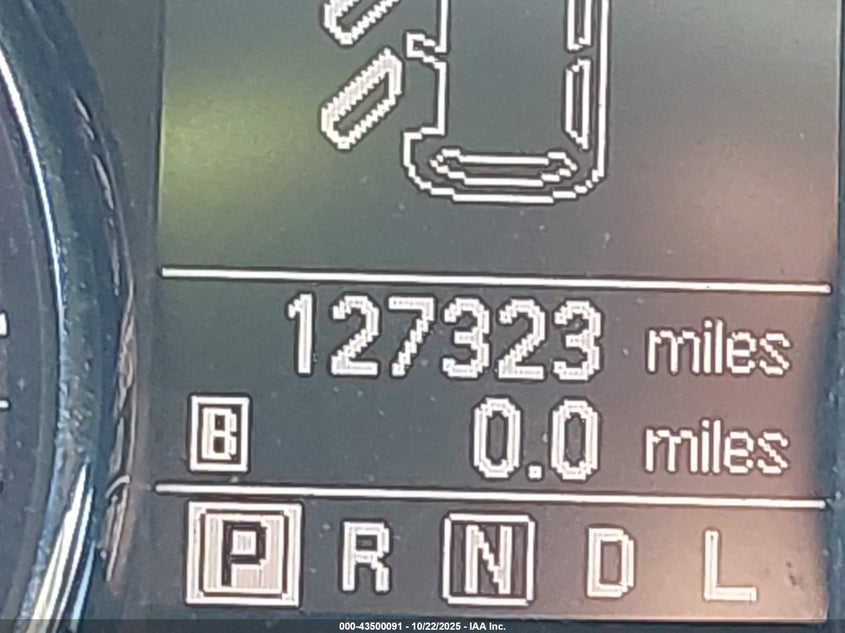 127323 miles
B 0.0 miles
P R N D L
000-43500091 - 10/22/2025 - IAA Inc.